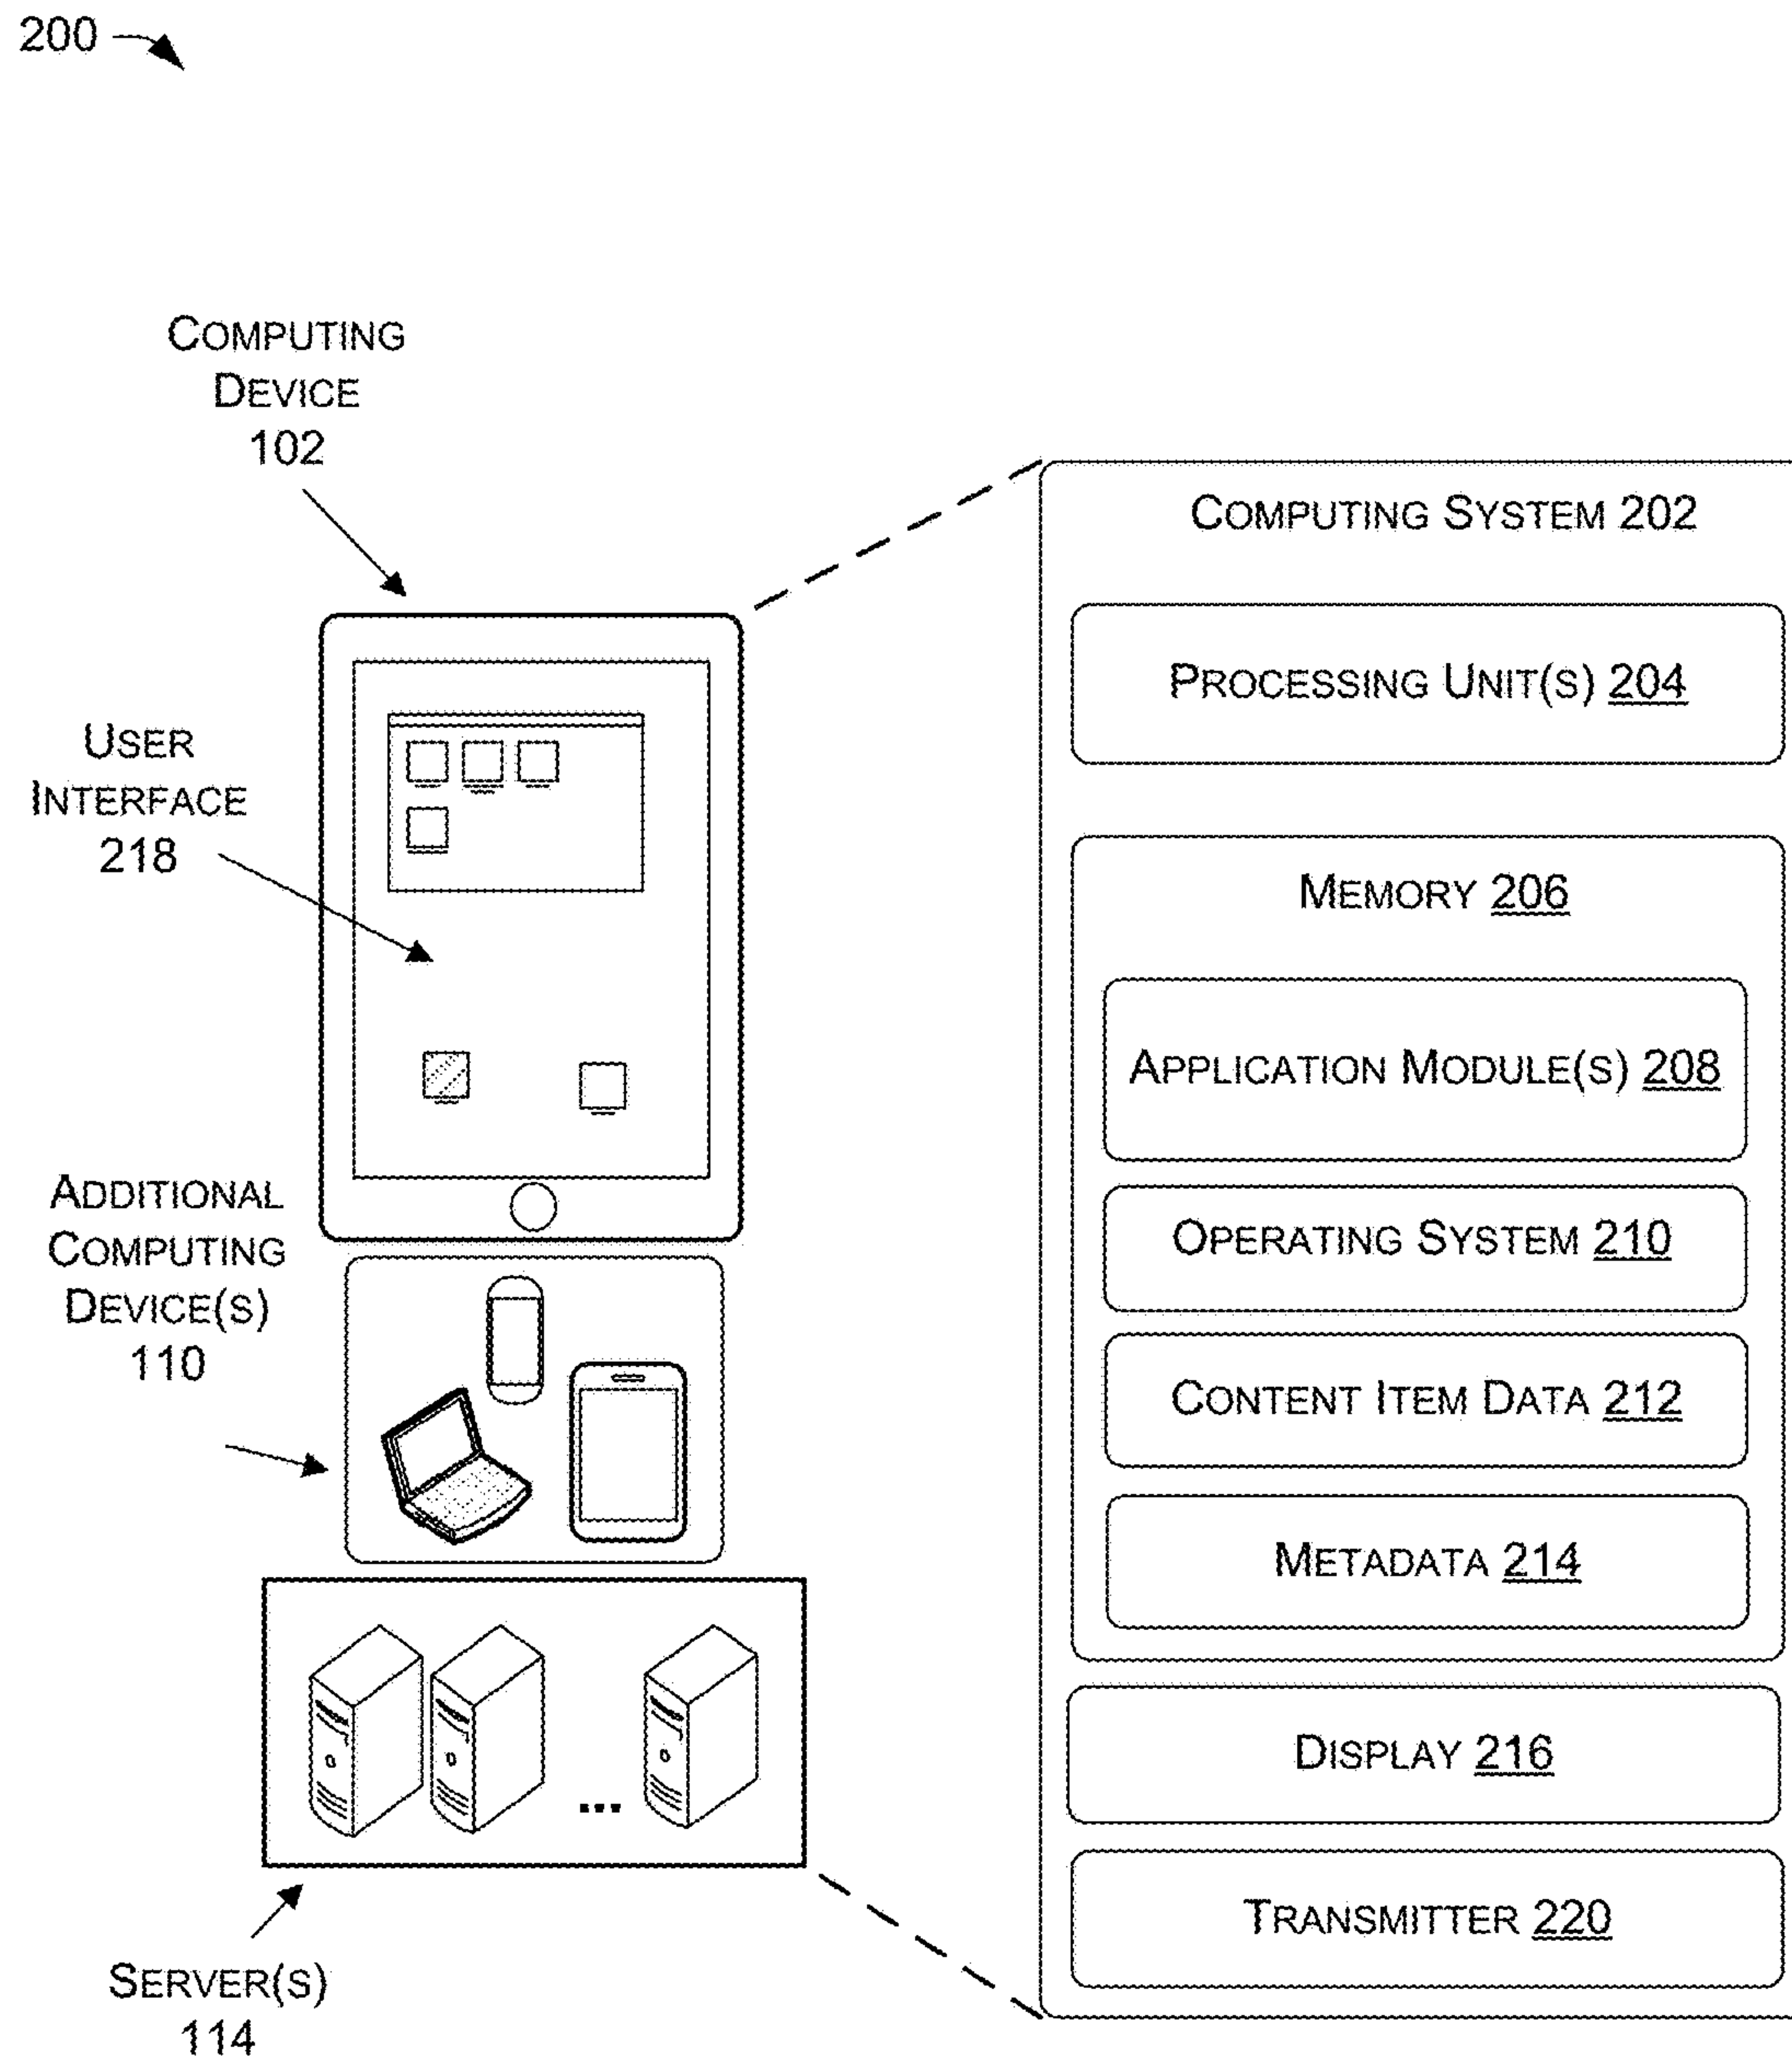 200
COMPUTING
DEVICE
102
COMPUTING SYSTEM 202
PROCESSING UNIT(S) 204
USER
INTERFACE
218
MEMORY 206
APPLICATION MODULE(S) 208
ADDITIONAL
COMPUTING
DEVICE(S)
110
OPERATING SYSTEM 210
CONTENT ITEM DATA 212
METADATA 214
DISPLAY 216
...
TRANSMITTER 220
SERVER(S)
114